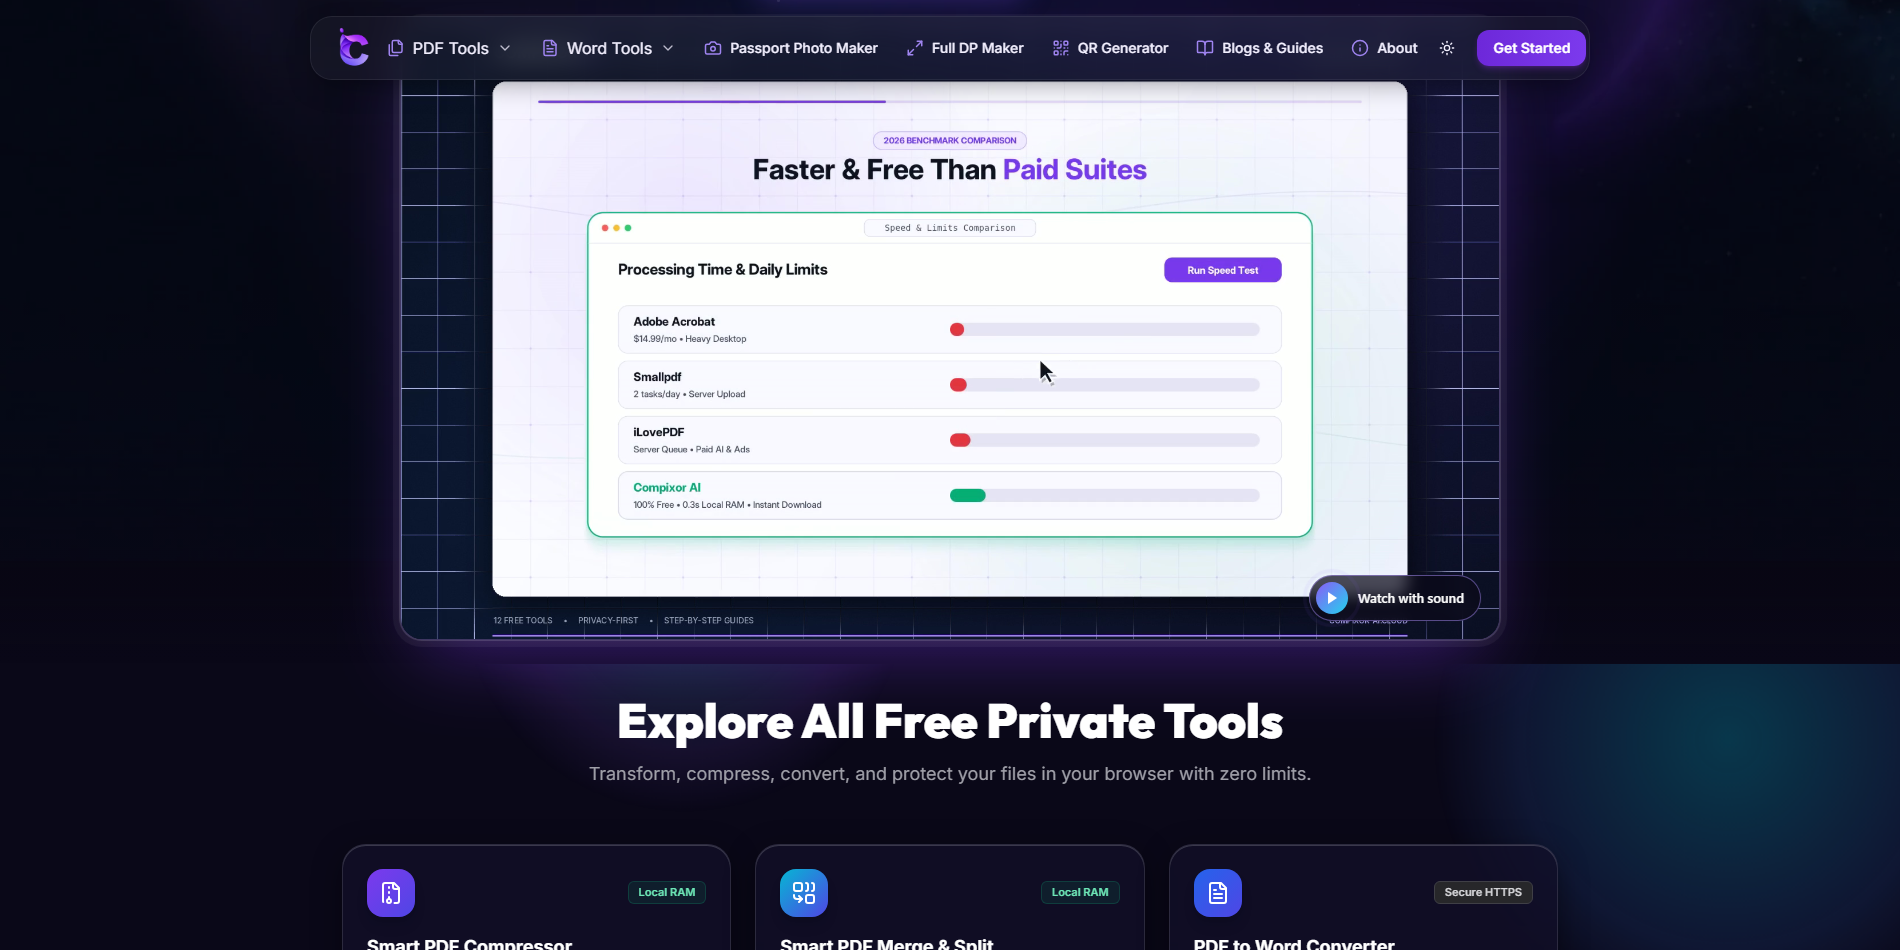 PDF Tools
Word Tools
Passport Photo Maker
Full DP Maker
QR Generator
Blogs & Guides
About
Get Started
2026 BENCHMARK COMPARISON
Faster & Free Than Paid Suites
Speed & Limits Comparison
Processing Time & Daily Limits
Run Speed Test
Adobe Acrobat
$14.99/mo • Heavy Desktop
Smallpdf
2 tasks/day • Server Upload
iLovePDF
Server Queue • Paid AI & Ads
Compixor AI
100% Free • 0.3s Local RAM • Instant Download
Watch with sound
12 FREE TOOLS • PRIVACY-FIRST • STEP-BY-STEP GUIDES
Explore All Free Private Tools
Transform, compress, convert, and protect your files in your browser with zero limits.
Local RAM
Local RAM
Secure HTTPS
Smart PDF Compressor
Smart PDF Merge & Split
PDF to Word Converter